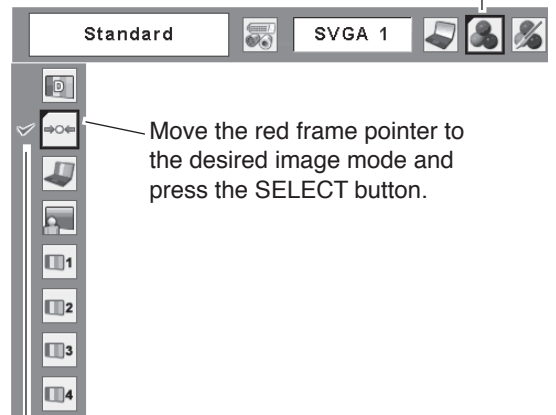 Standard
SVGA 1
D
Move the red frame pointer to
the desired image mode and
press the SELECT button.
1
2
3
4